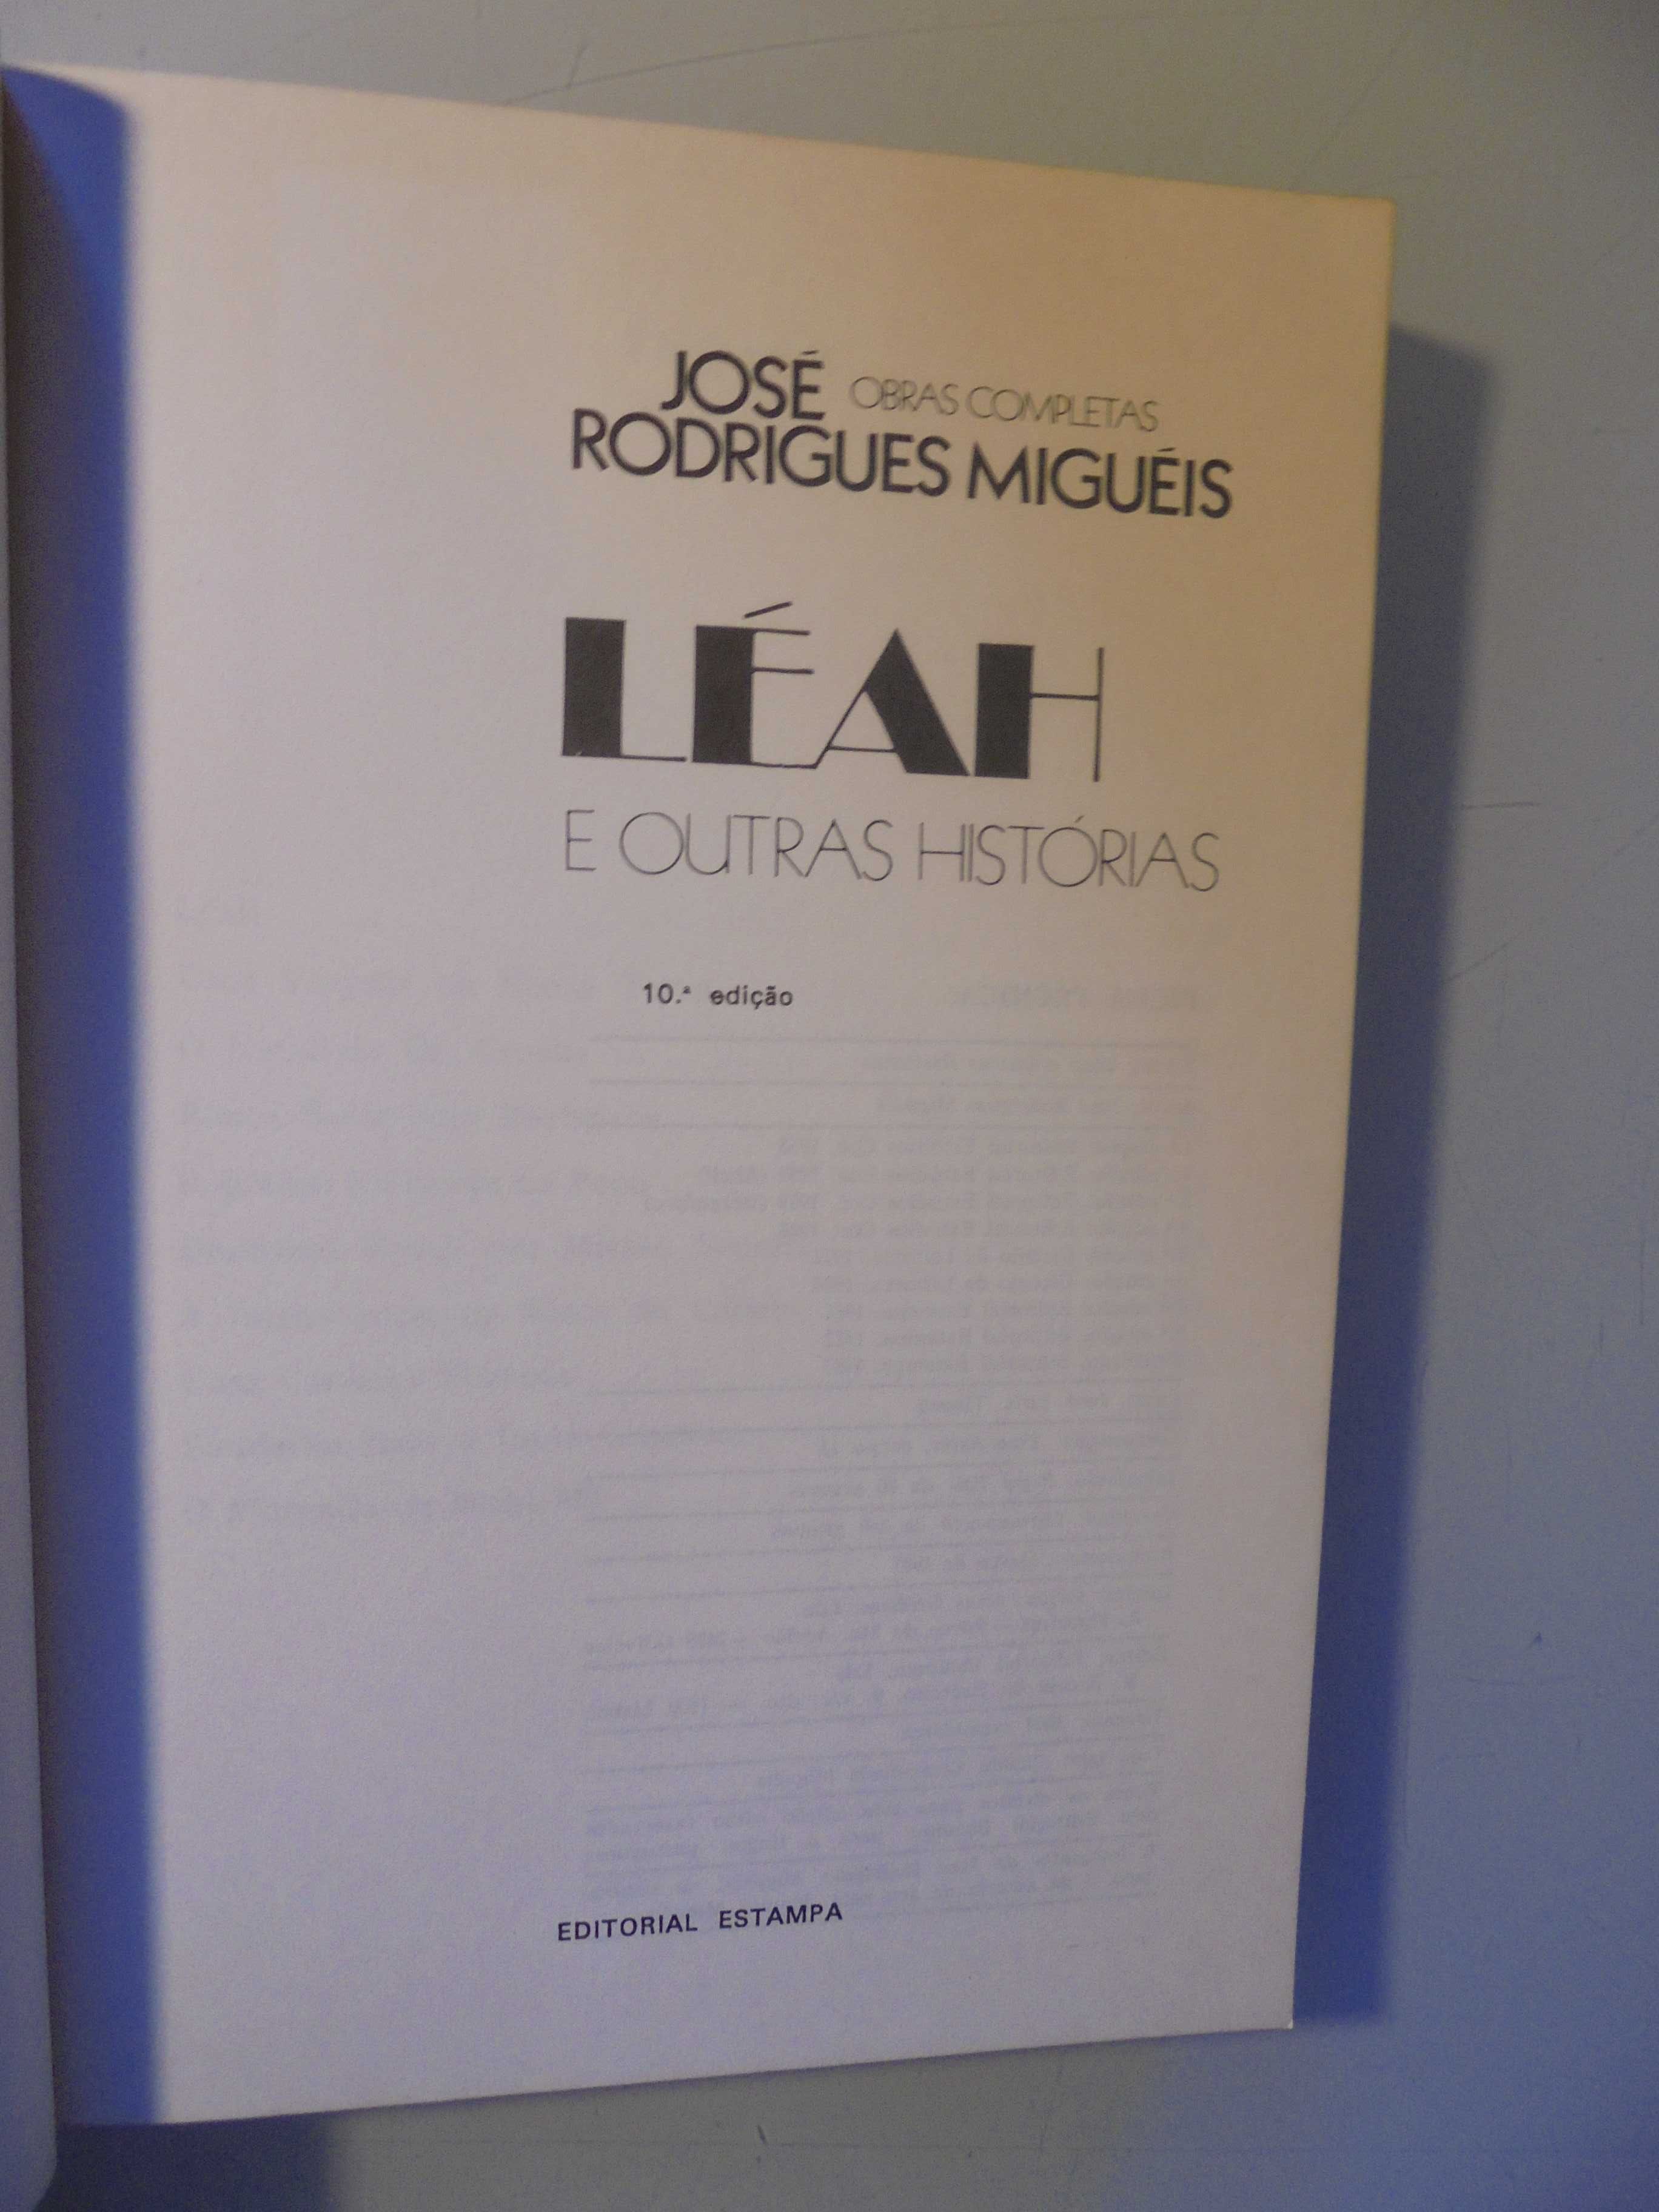 JOSÉ OBRAS COMPLETAS
RODRIGUES MIGUÉIS
LÉAH
E OUTRAS HISTÓRIAS
10.ª edição
EDITORIAL ESTAMPA